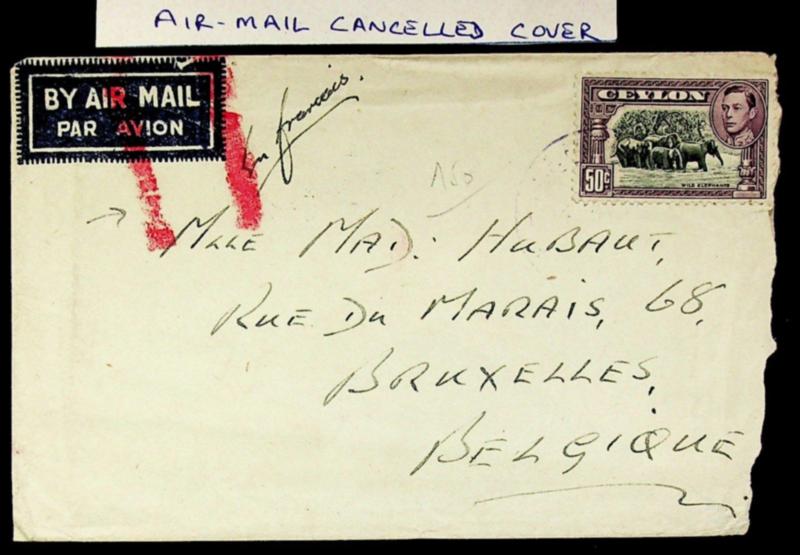 AIR-MAIL CANCELLED COVER
BY AIR MAIL
PAR AVION
En français.
CEYLON
50c
WILD ELEPHANTS
Mlle Mad: Hubaut,
Rue Du Marais, 68,
Bruxelles,
Belgique